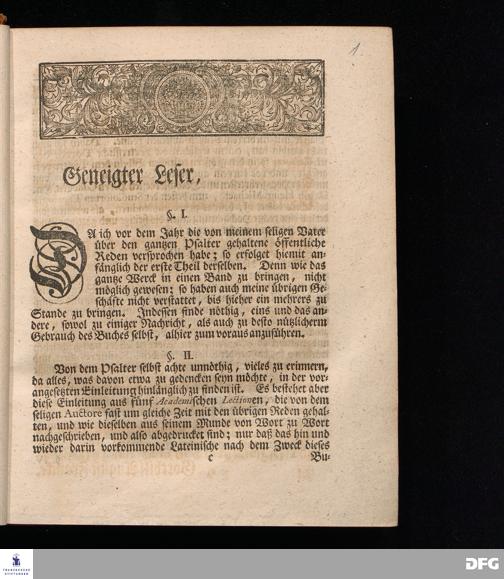 1.
Geneigter Leser,
§. I.
DA ich vor dem Jahr die von meinem seligen Vater
über den gantzen Psalter gehaltene öffentliche
Reden versprochen habe; so erfolget hiemit an-
fänglich der erste Theil derselben. Denn wie das
gantze Werck in einen Band zu bringen, nicht
möglich gewesen; so haben auch meine übrigen Ge-
schäfte nicht verstattet, bis hieher ein mehrers zu
Stande zu bringen. Indessen finde nöthig, eins und das an-
dere, sowol zu einiger Nachricht, als auch zu desto nützlicherm
Gebrauch des Buches selbst, alhier zum voraus anzuführen.
§. II.
Von dem Psalter selbst achte unnöthig, vieles zu erinnern,
da alles, was davon etwa zu gedencken seyn möchte, in der vor-
angesetzten Einleitung hinlänglich zu finden ist. Es bestehet aber
diese Einleitung aus fünf Academischen Lectionen, die von dem
seligen Auctore fast um gleiche Zeit mit den übrigen Reden gehal-
ten, und wie dieselben aus seinem Munde von Wort zu Wort
nachgeschrieben, und also abgedrucket sind; nur daß das hin und
wieder darin vorkommende Lateinische nach dem Zweck dieses
c Bu-
FRANCKESCHE
STIFTUNGEN
DFG